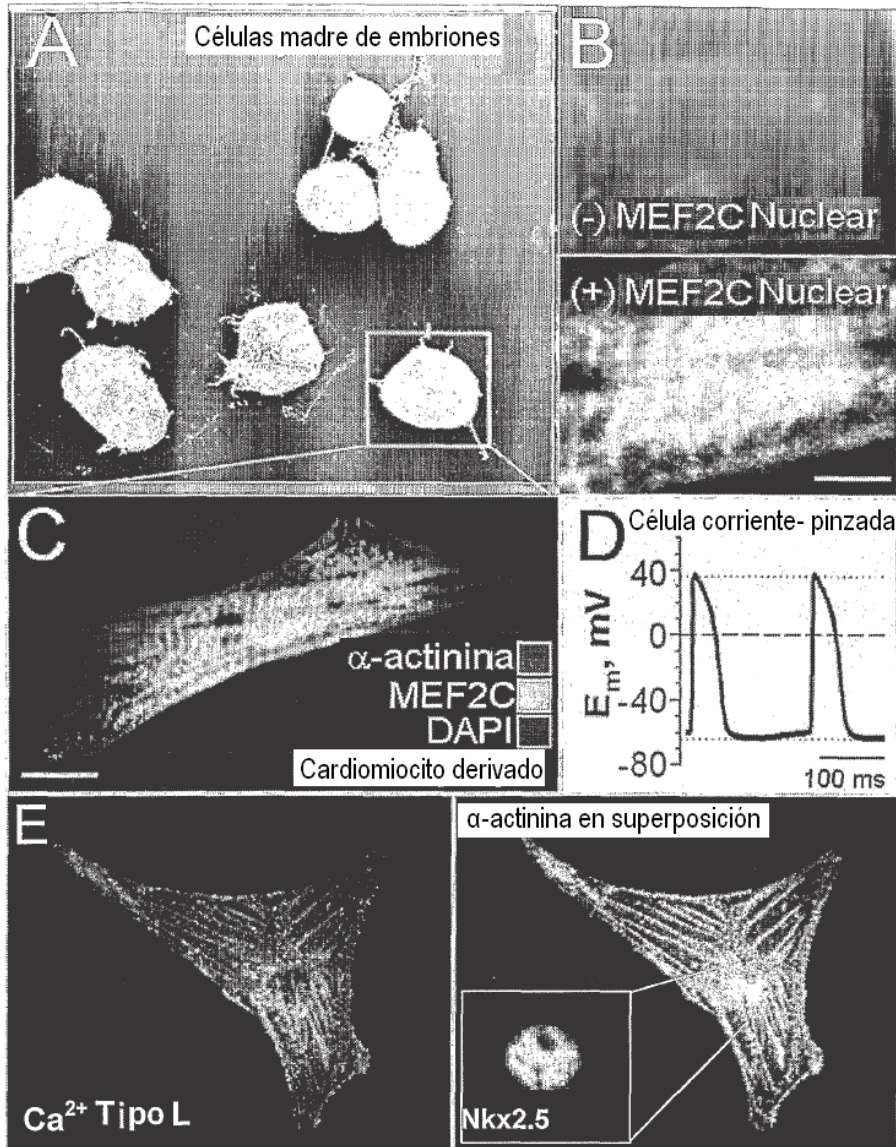 A
Células madre de embriones
B
(-) MEF2C Nuclear
(+) MEF2C Nuclear
C
α-actinina
MEF2C
DAPI
Cardiomiocito derivado
D
Célula corriente- pinzada
Em, mV
40
0
-40
-80
100 ms
E
Ca2+ Tipo L
α-actinina en superposición
Nkx2.5